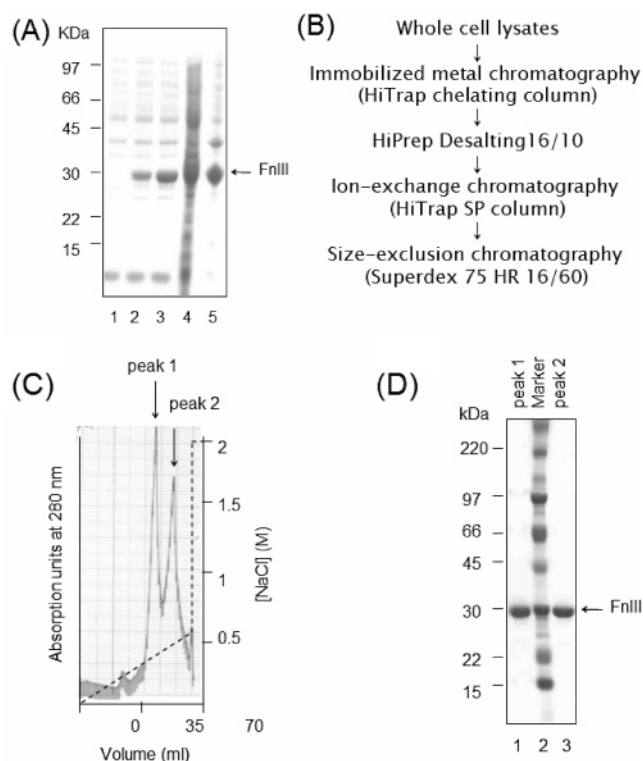 (A)
KDa
97
66
45
30
22
15
FnIII
1 2 3 4 5
(B)
Whole cell lysates
Immobilized metal chromatography
(HiTrap chelating column)
HiPrep Desalting16/10
Ion-exchange chromatography
(HiTrap SP column)
Size-exclusion chromatography
(Superdex 75 HR 16/60)
(C)
peak 1
peak 2
Absorption units at 280 nm
2
1.5
1
0.5
[NaCl] (M)
0 35 70
Volume (ml)
(D)
peak 1
Marker
peak 2
kDa
220
97
66
45
30
22
15
FnIII
1 2 3